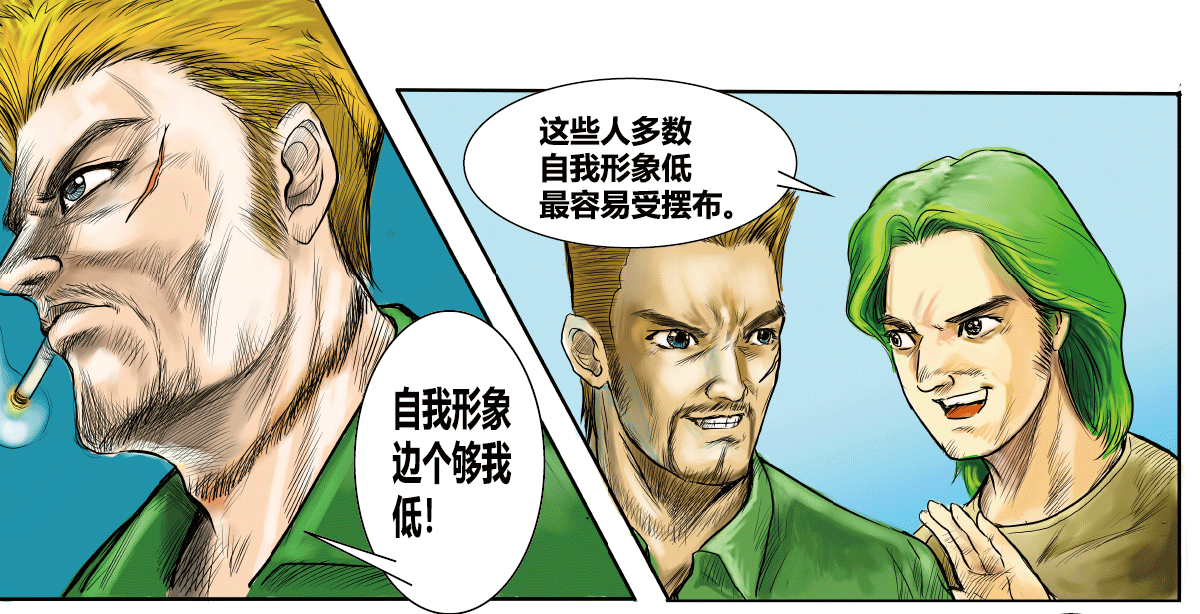 自我形象
边个够我
低！
这些人多数
自我形象低
最容易受摆布。